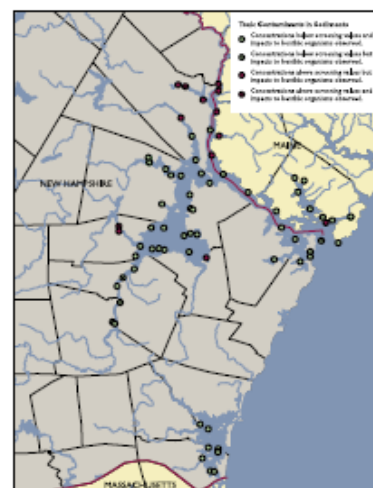 Toxic Contaminants in Sediments
Concentrations below screening values and
impacts to benthic organisms observed.
Concentrations below screening values but
impacts to benthic organisms observed.
Concentrations above screening values but
impacts to benthic organisms observed.
Concentrations above screening values and
impacts to benthic organisms observed.
MAINE
NEW HAMPSHIRE
MASSACHUSETTS